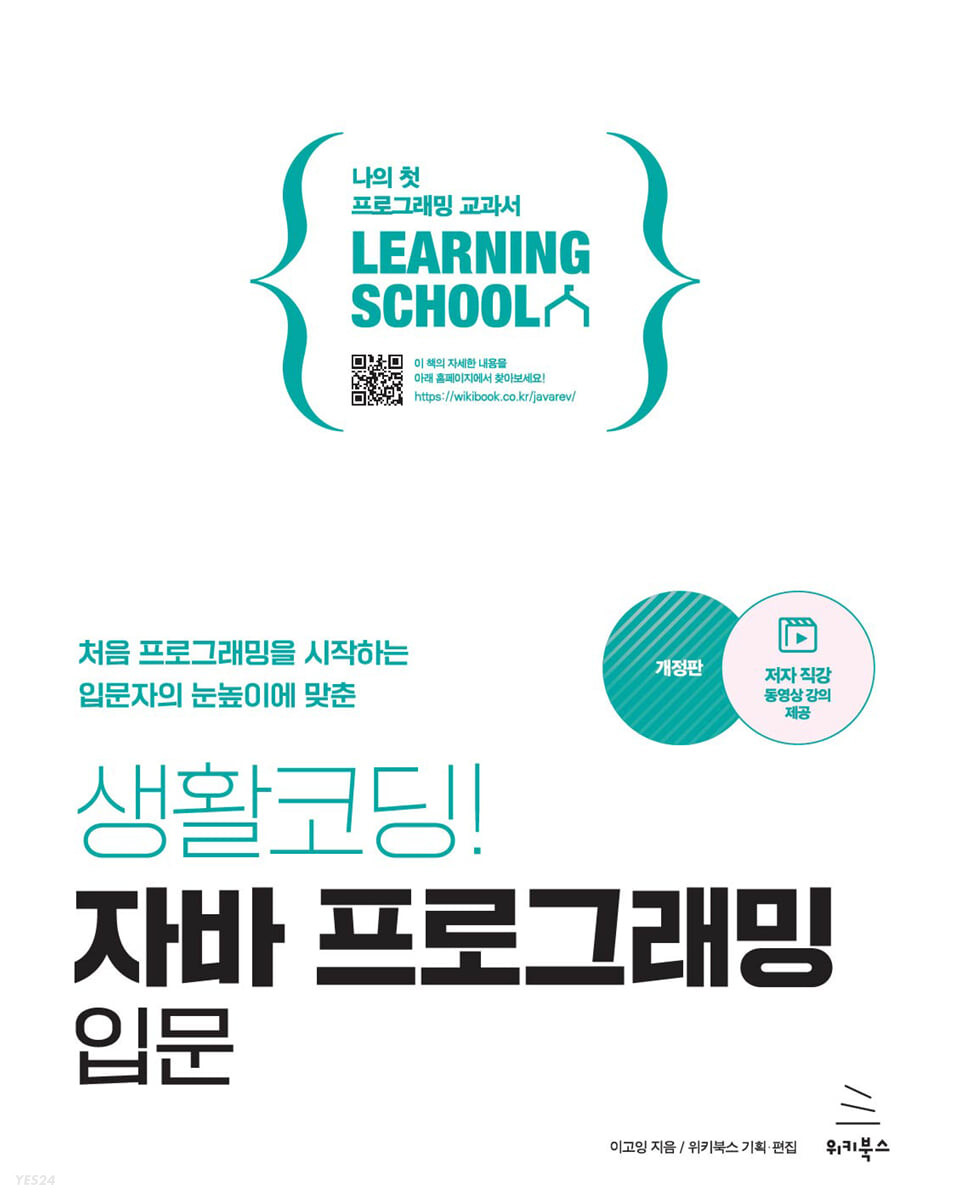 나의 첫
프로그래밍 교과서
LEARNING
SCHOOL
이 책의 자세한 내용을
아래 홈페이지에서 찾아보세요!
https://wikibook.co.kr/javarev/
처음 프로그래밍을 시작하는
입문자의 눈높이에 맞춘
개정판
저자 직강
동영상 강의
제공
생활코딩!
자바 프로그래밍
입문
이고잉 지음 / 위키북스 기획·편집
위키북스
YES24